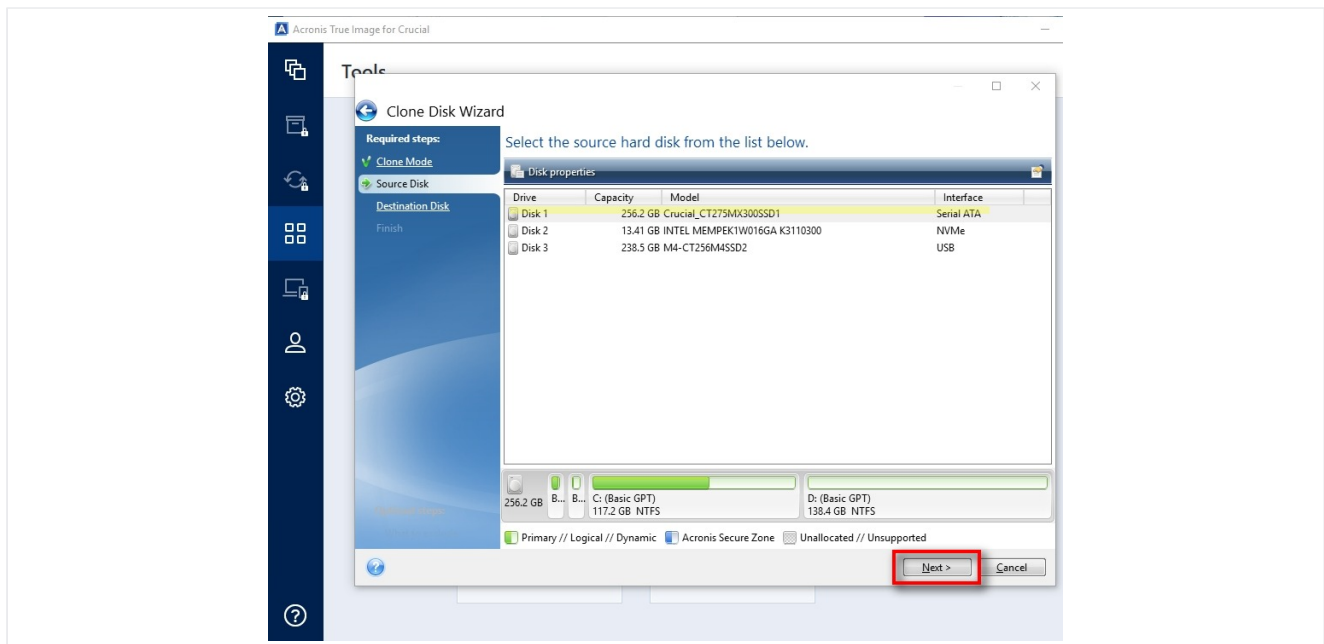 Acronis True Image for Crucial
Tools
Clone Disk Wizard
Required steps:
Clone Mode
Source Disk
Destination Disk
Finish
Select the source hard disk from the list below.
Disk properties
Drive Capacity Model Interface
Disk 1 256.2 GB Crucial_CT275MX300SSD1 Serial ATA
Disk 2 13.41 GB INTEL MEMPEK1W016GA K3110300 NVMe
Disk 3 238.5 GB M4-CT256M4SSD2 USB
256.2 GB
B...
B...
C: (Basic GPT)
117.2 GB NTFS
D: (Basic GPT)
138.4 GB NTFS
Primary // Logical // Dynamic Acronis Secure Zone Unallocated // Unsupported
Next > Cancel